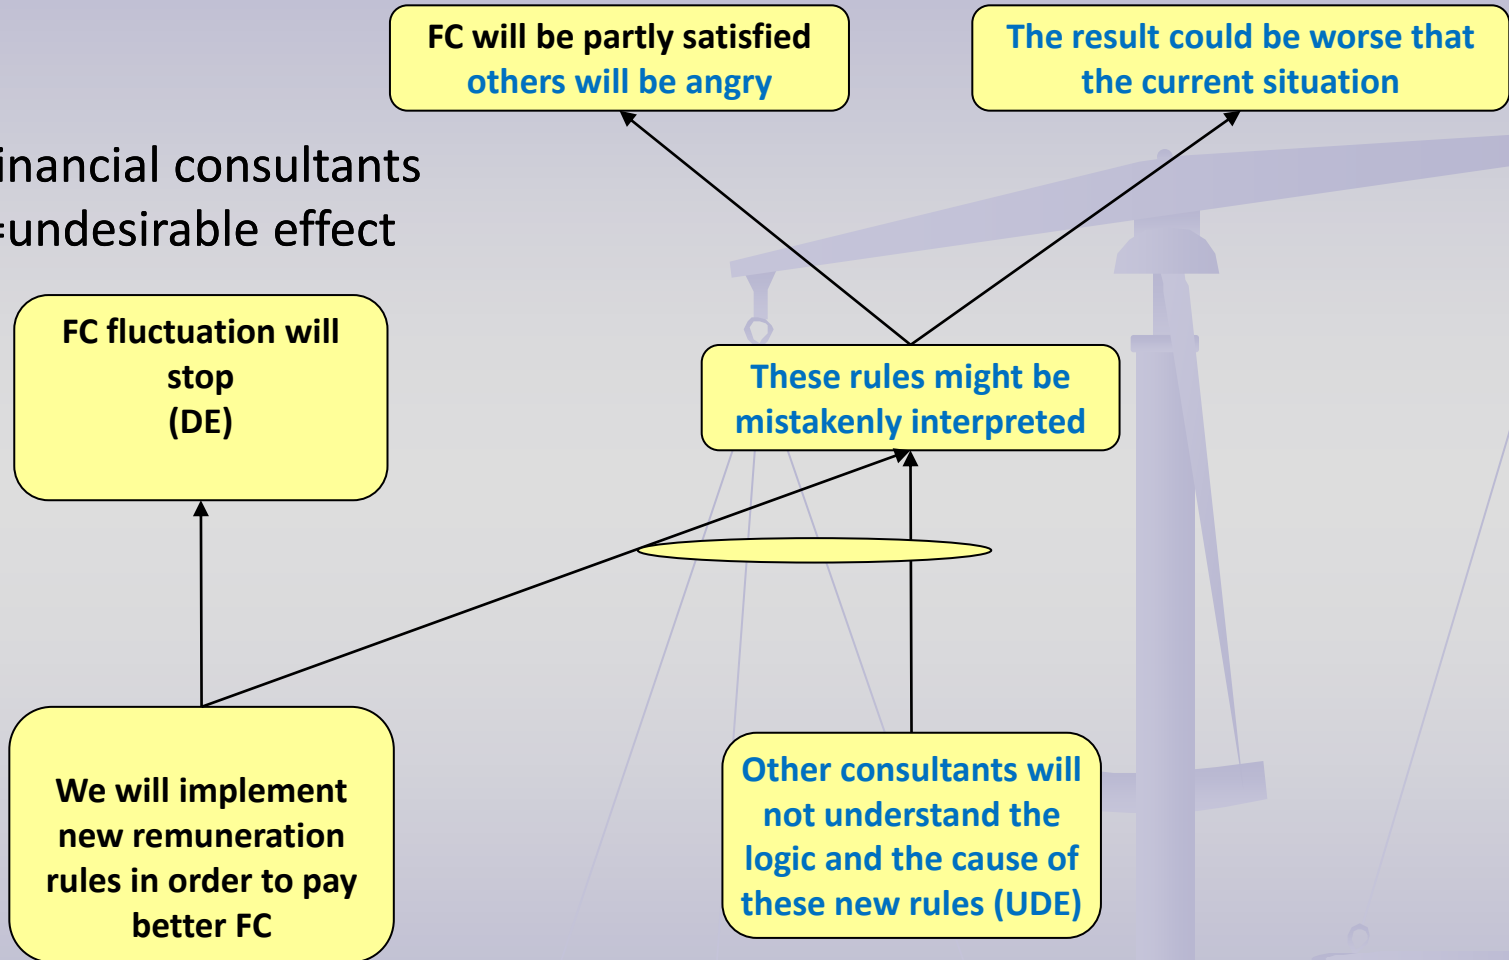 FC will be partly satisfied
others will be angry
The result could be worse that
the current situation
inancial consultants
=undesirable effect
FC fluctuation will
stop
(DE)
These rules might be
mistakenly interpreted
We will implement
new remuneration
rules in order to pay
better FC
Other consultants will
not understand the
logic and the cause of
these new rules (UDE)